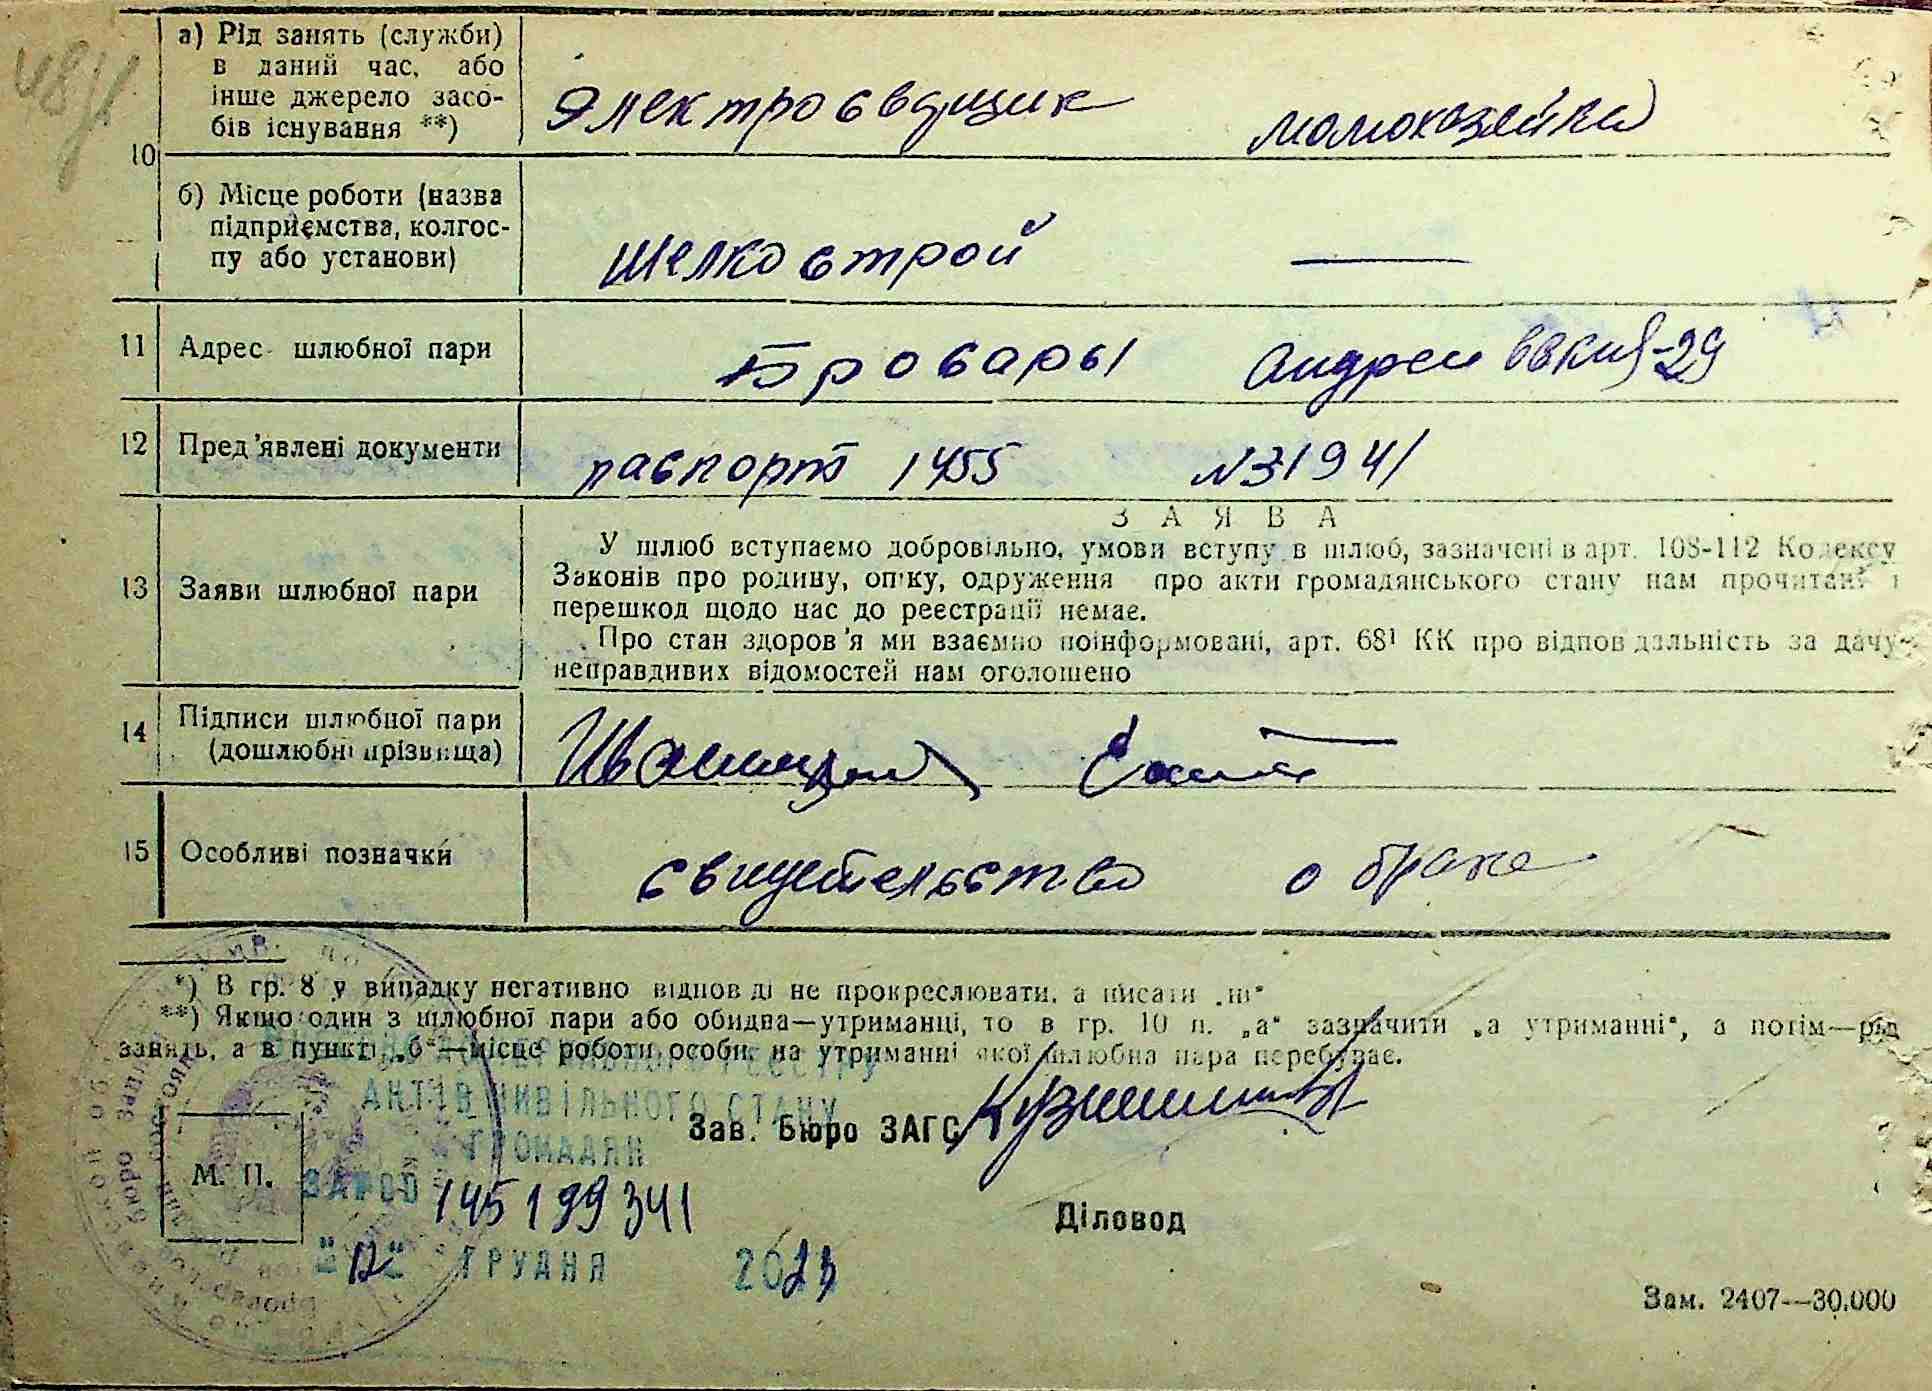 10
а) Рід занять (служби)
в даний час, або
інше джерело засо-
бів існування **)
Электросварщик
домохозяйка
б) Місце роботи (назва
підприємства, колгос-
пу або установи)
Шелкострой
—
11 Адрес шлюбної пари
Бровары
12 Пред'явлені документи
паспорт 1455 N31941
13 Заяви шлюбної пари
ЗАЯВА
У шлюб вступаємо добровільно, умови вступу в шлюб, зазначені в арт. 108-112 Кодексу
Законів про родину, опіку, одруження про акти громадянського стану нам прочитані і
перешкод щодо нас до реєстрації немає.
Про стан здоров'я ми взаємно поінформовані, арт. 68¹ КК про відповідальність за дачу
неправдивих відомостей нам оголошено
14 Підписи шлюбної пари
(дошлюбні прізвища)
15 Особливі позначки
свидетельство о браке
*) В гр. 8 у випадку негативно відповіді не прокреслювати, а писати „ні“
**) Якщо один з шлюбної пари або обидва—утриманці, то в гр. 10 п. „а“ зазначити „а утриманні“, а потім—рід
занять, а в пункті „б“—місце роботи особи, на утриманні якої шлюбна пара перебуває.
АКТІВ ЦИВІЛЬНОГО СТАНУ
ГРОМАДЯН
Зав. Бюро ЗАГС
М. П.
145199341
Діловод
"12" ГРУДНЯ 2023
Зам. 2407—30.000